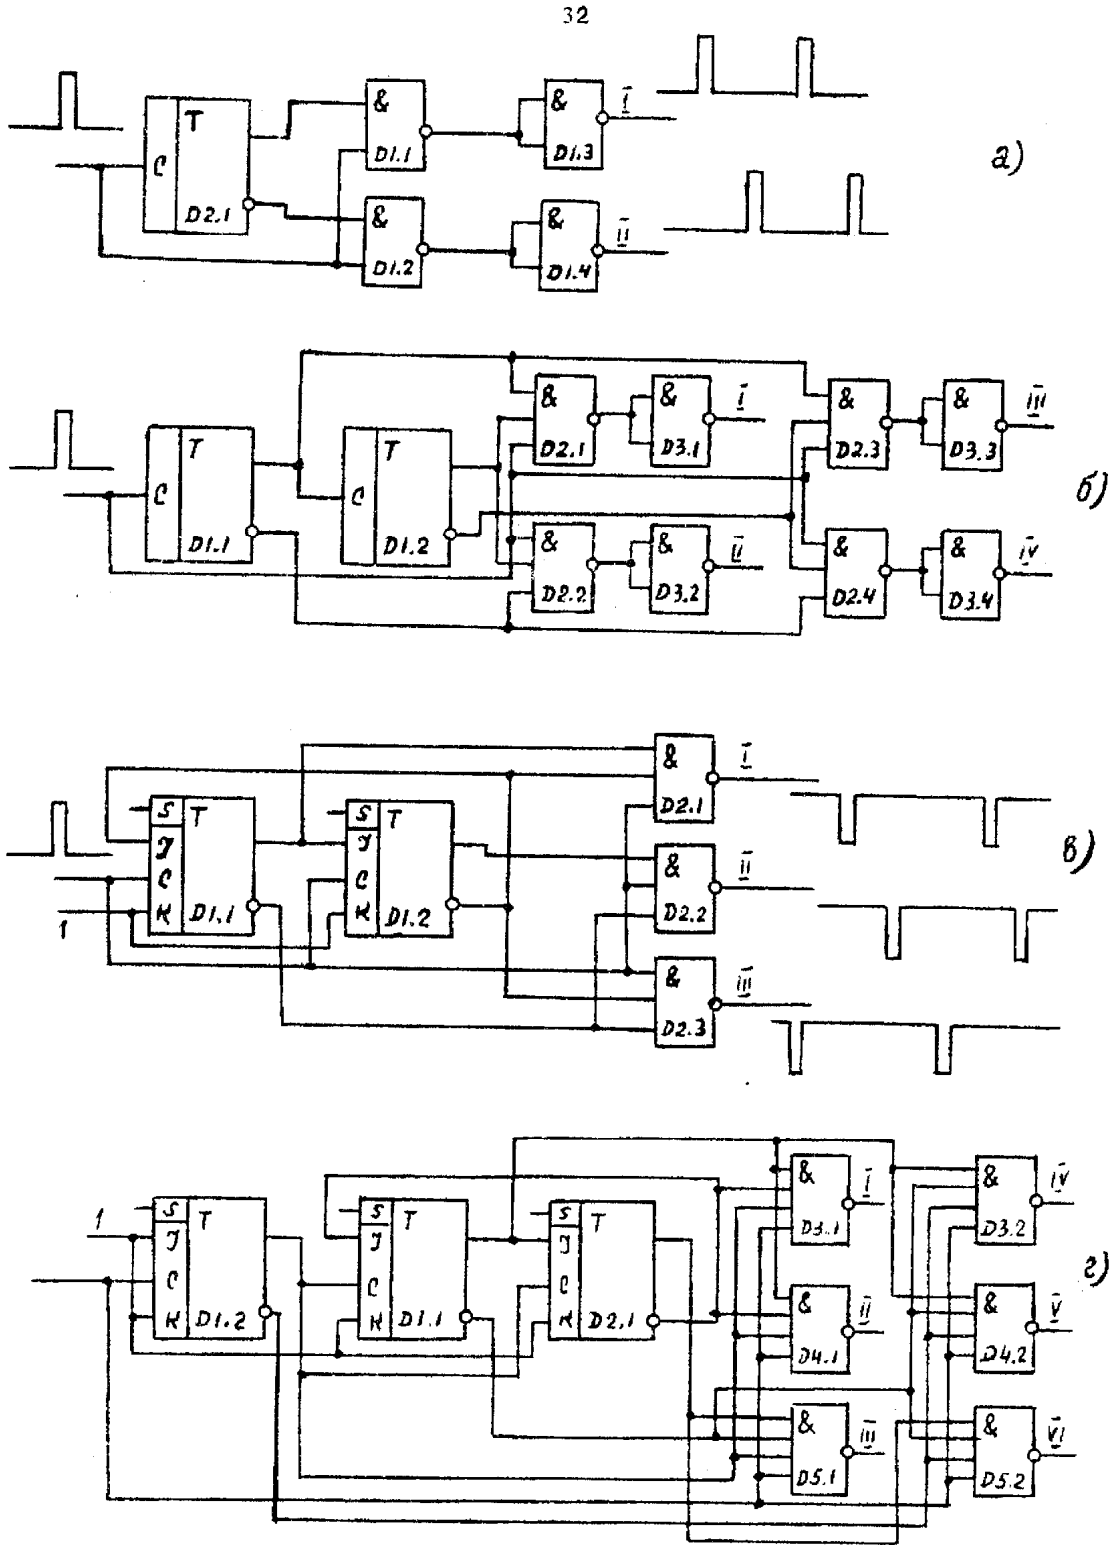 32
T
C
D2.1
&
D1.1
&
D1.3
I
&
D1.2
&
D1.4
II
а)
T
C
D1.1
T
C
D1.2
&
D2.1
&
D3.1
I
&
D2.2
&
D3.2
II
&
D2.3
&
D3.3
III
&
D2.4
&
D3.4
IV
б)
S T
J
C
K D1.1
1
S T
J
C
K D1.2
&
D2.1
I
&
D2.2
II
&
D2.3
III
в)
1
S T
J
C
K D1.2
S T
J
C
K D1.1
S T
J
C
K D2.1
&
D3.1
I
&
D4.1
II
&
D5.1
III
&
D3.2
IV
&
D4.2
V
&
D5.2
VI
г)